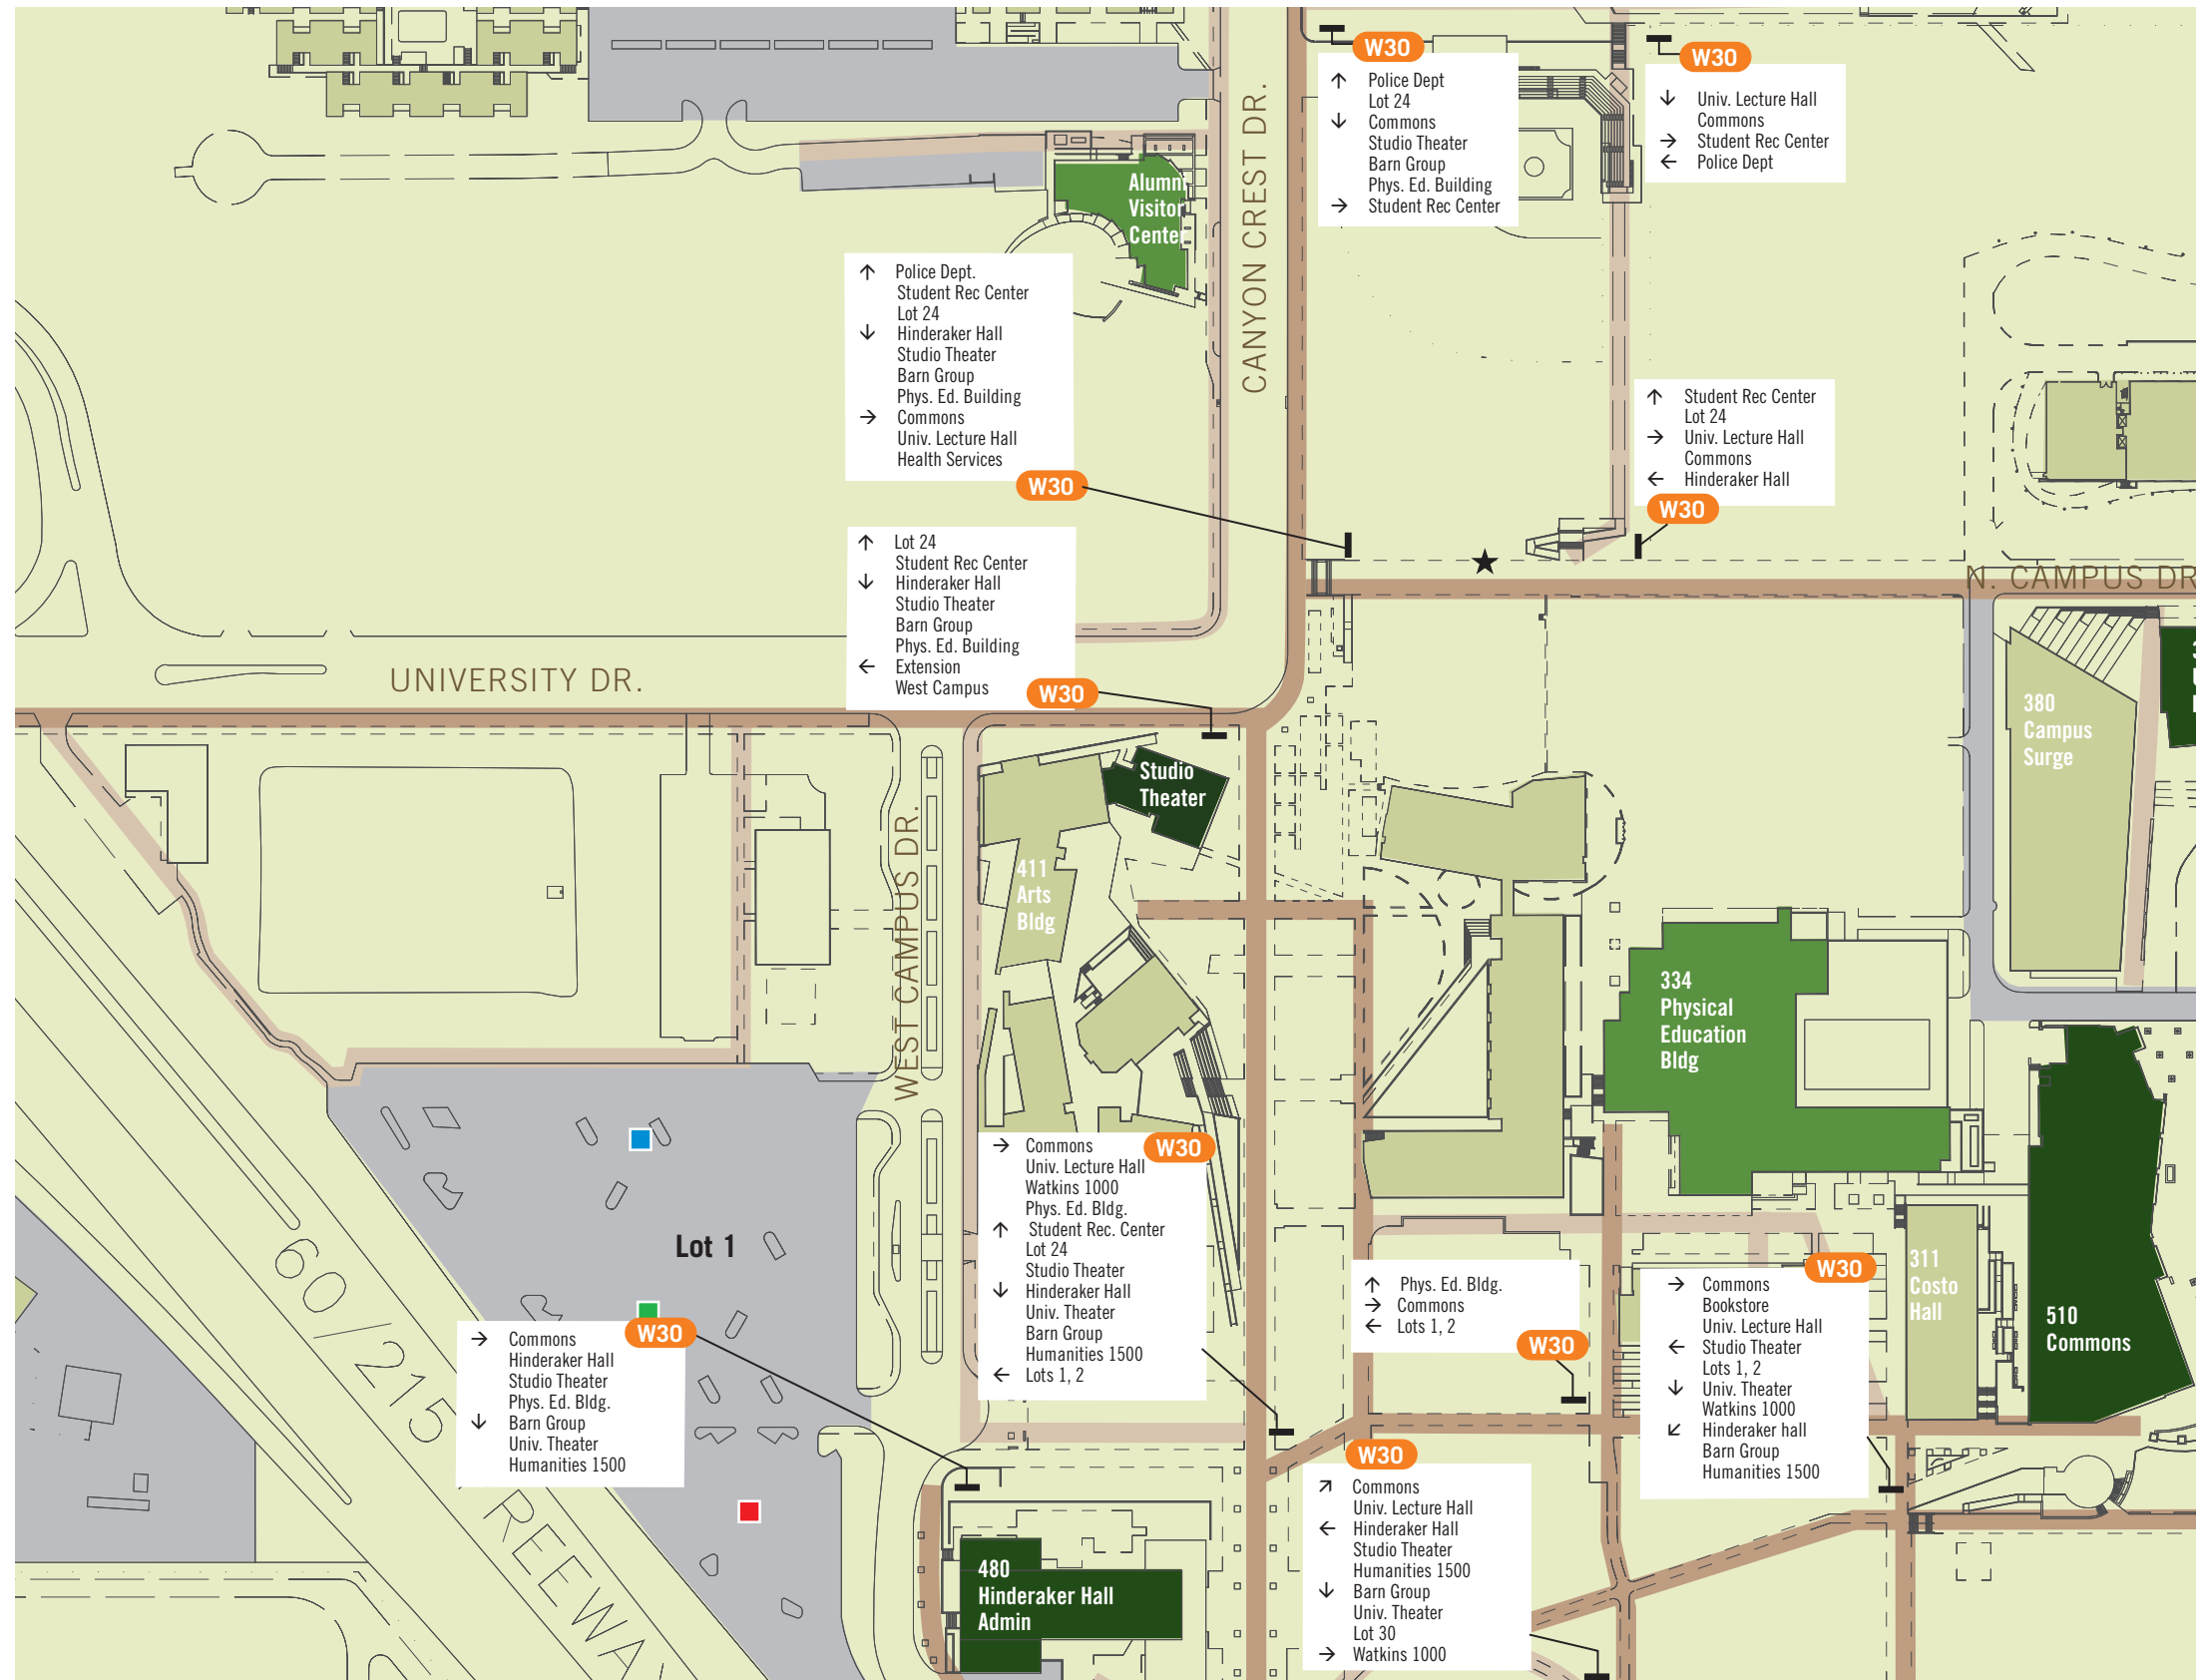 W30
↑ Police Dept
Lot 24
↓ Commons
Studio Theater
Barn Group
Phys. Ed. Building
→ Student Rec Center
W30
↓ Univ. Lecture Hall
Commons
→ Student Rec Center
← Police Dept
CANYON CREST DR.
Alumni
Visitor
Center
↑ Police Dept.
Student Rec Center
Lot 24
↓ Hinderaker Hall
Studio Theater
Barn Group
Phys. Ed. Building
→ Commons
Univ. Lecture Hall
Health Services
W30
↑ Student Rec Center
Lot 24
→ Univ. Lecture Hall
Commons
← Hinderaker Hall
W30
↑ Lot 24
Student Rec Center
↓ Hinderaker Hall
Studio Theater
Barn Group
Phys. Ed. Building
← Extension
West Campus
W30
N. CAMPUS DR
UNIVERSITY DR.
380
Campus
Surge
Studio
Theater
WEST CAMPUS DR.
411
Arts
Bldg
334
Physical
Education
Bldg
Lot 1
→ Commons
Univ. Lecture Hall
Watkins 1000
Phys. Ed. Bldg.
↑ Student Rec. Center
Lot 24
Studio Theater
↓ Hinderaker Hall
Univ. Theater
Barn Group
Humanities 1500
← Lots 1, 2
W30
↑ Phys. Ed. Bldg.
→ Commons
← Lots 1, 2
W30
W30
→ Commons
Bookstore
Univ. Lecture Hall
← Studio Theater
Lots 1, 2
↓ Univ. Theater
Watkins 1000
↙ Hinderaker hall
Barn Group
Humanities 1500
311
Costo
Hall
510
Commons
60/215 REEWA
W30
→ Commons
Hinderaker Hall
Studio Theater
Phys. Ed. Bldg.
↓ Barn Group
Univ. Theater
Humanities 1500
W30
↗ Commons
Univ. Lecture Hall
← Hinderaker Hall
Studio Theater
Humanities 1500
↓ Barn Group
Univ. Theater
Lot 30
→ Watkins 1000
480
Hinderaker Hall
Admin